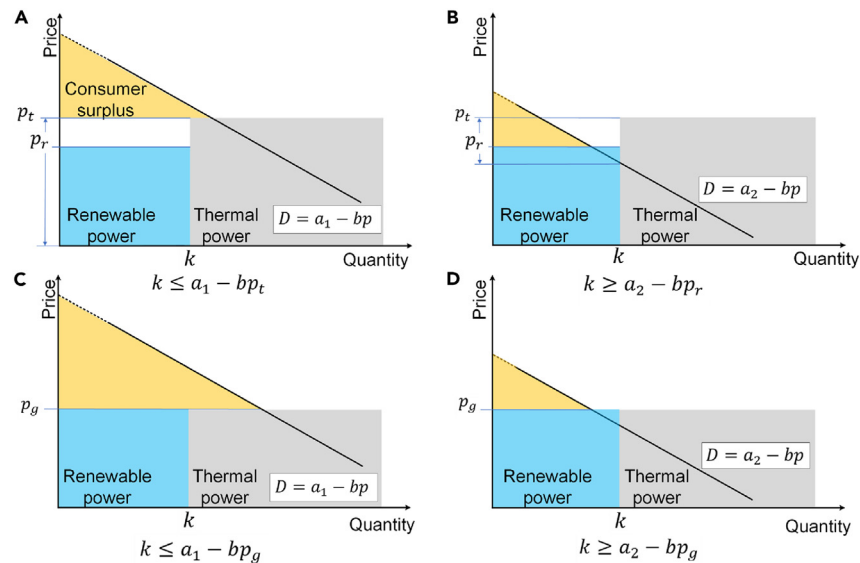 A
Price
Consumer
surplus
p_t
p_r
D = a_1 − bp
Renewable
power
Thermal
power
k
Quantity
k ≤ a_1 − bp_t
B
Price
p_t
p_r
D = a_2 − bp
Renewable
power
Thermal
power
k
Quantity
k ≥ a_2 − bp_r
C
Price
p_g
Renewable
power
Thermal
power
D = a_1 − bp
k
Quantity
k ≤ a_1 − bp_g
D
Price
p_g
D = a_2 − bp
Renewable
power
Thermal
power
k
Quantity
k ≥ a_2 − bp_g